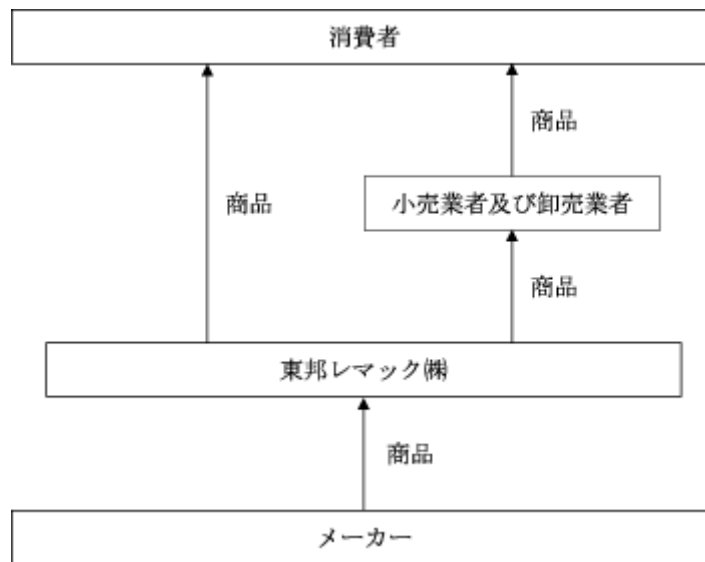 消費者
商品
商品
小売業者及び卸売業者
商品
東邦レマック㈱
商品
メーカー